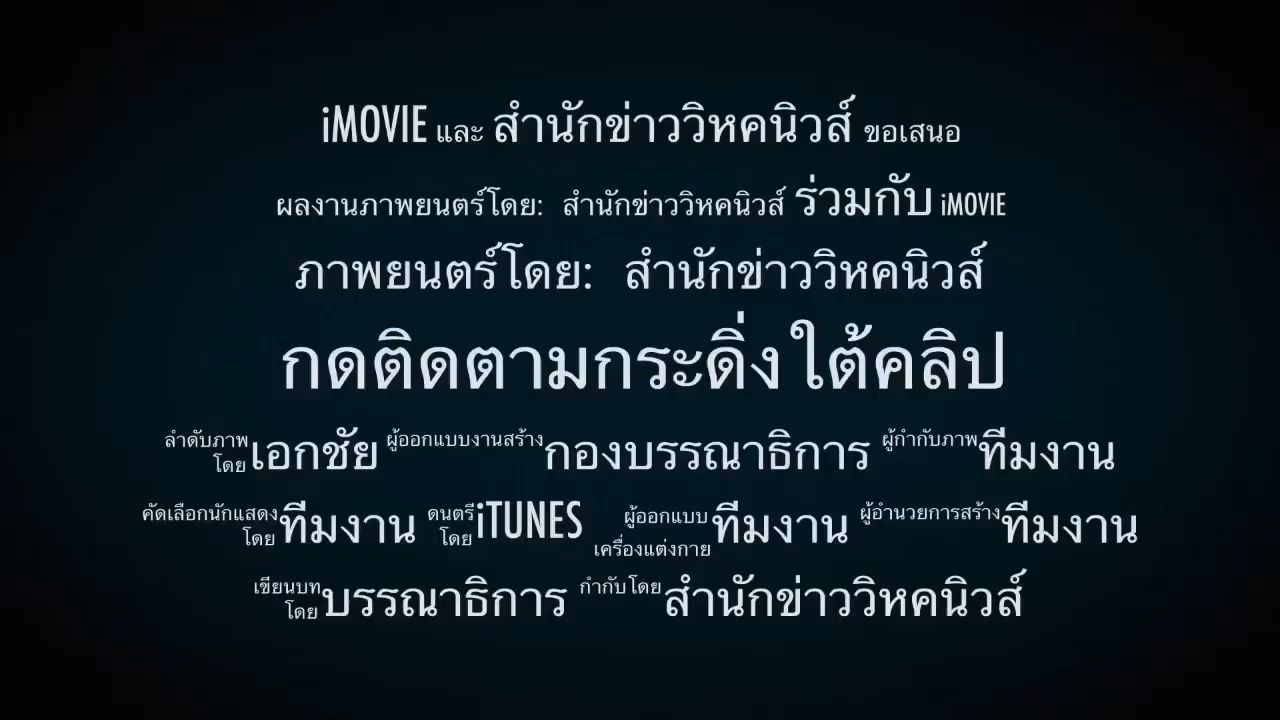 iMOVIE และ สำนักข่าววิหคนิวส์ ขอเสนอ
ผลงานภาพยนตร์โดย: สำนักข่าววิหคนิวส์ ร่วมกับ iMOVIE
ภาพยนตร์โดย: สำนักข่าววิหคนิวส์
กดติดตามกระดิ่ง ใต้คลิป
ลำดับภาพโดย เอกชัย ผู้ออกแบบงานสร้าง กองบรรณาธิการ ผู้กำกับภาพ ทีมงาน
คัดเลือกนักแสดงโดย ทีมงาน ดนตรีโดย iTUNES ผู้ออกแบบเครื่องแต่งกาย ทีมงาน ผู้อำนวยการสร้าง ทีมงาน
เขียนบทโดย บรรณาธิการ กำกับโดย สำนักข่าววิหคนิวส์